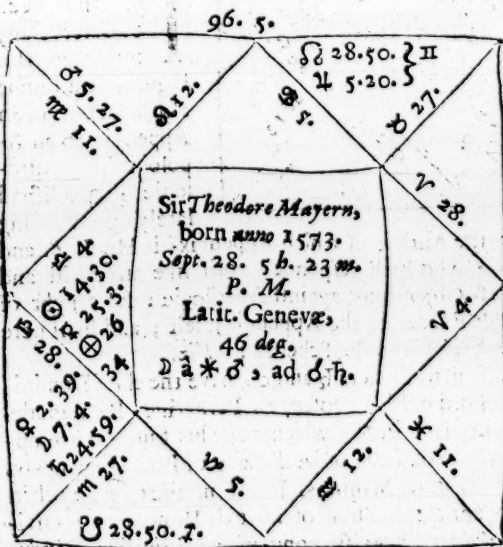 96. 5.
☊ 28.50. } ♊
♃ 5.20.
♂ 5. 27.
♍ 11.
♌ 12.
♋ 5.
♉ 27.
♈ 28.
Sir Theodore Mayern,
born anno 1573.
Sept. 28. 5 h. 23 m.
P. M.
Latit. Genevæ,
46 deg.
☽ â ⚹ ♂, ad ☌ ♄.
♎ 4
☉ 14.30.
☿ 25.3.
⊕ 26
34
♎ 28.
♀ 2. 39.
☽ 7. 4.
♄ 24.59.
♏ 27.
♈ 4.
♓ 11.
♒ 12.
♑ 5.
☋ 28.50. ♐.